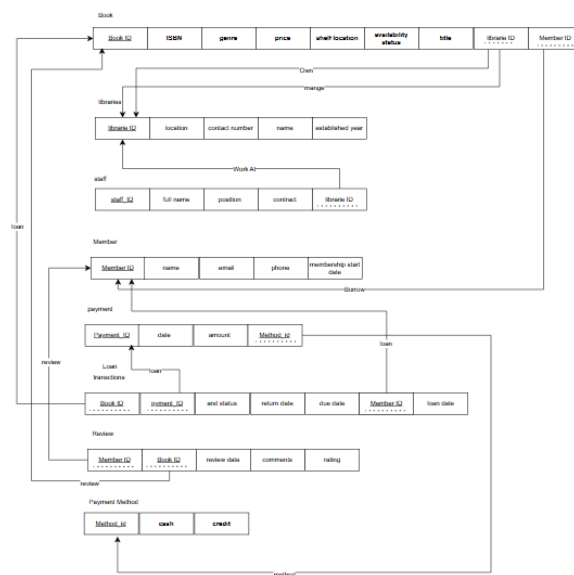 Book
Book ID ISBN genre price shelf location availability status title librarie ID Member ID
Own
mange
libraries
librarie ID location contact number name established year
Work At
staff
staff_ID full name position contract librarie ID
loan
Member
Member ID name email phone membership start date
Borrow
payment
Payment_ID date amount Method_id
loan
review
Loan transections
loan
Book ID pyment_ID and status return date due date Member ID loan date
Review
Member ID Book ID review date comments rating
review
Payment Method
Method_id cash credit